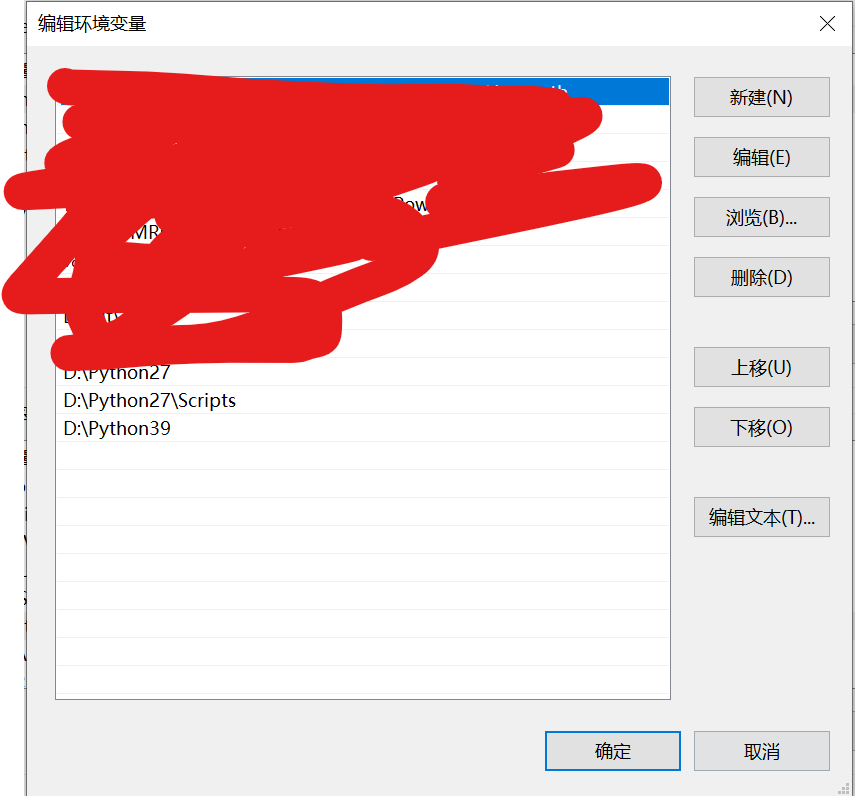 编辑环境变量
新建(N)
编辑(E)
浏览(B)...
删除(D)
上移(U)
下移(O)
编辑文本(T)...
D:\Python27
D:\Python27\Scripts
D:\Python39
确定
取消